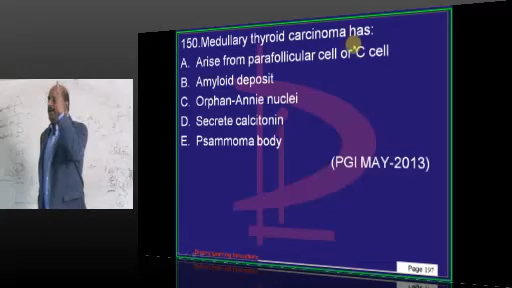 150.Medullary thyroid carcinoma has:
A. Arise from parafollicular cell or 'C cell
B. Amyloid deposit
C. Orphan-Annie nuclei
D. Secrete calcitonin
E. Psammoma body
(PGI MAY-2013)
Page 197